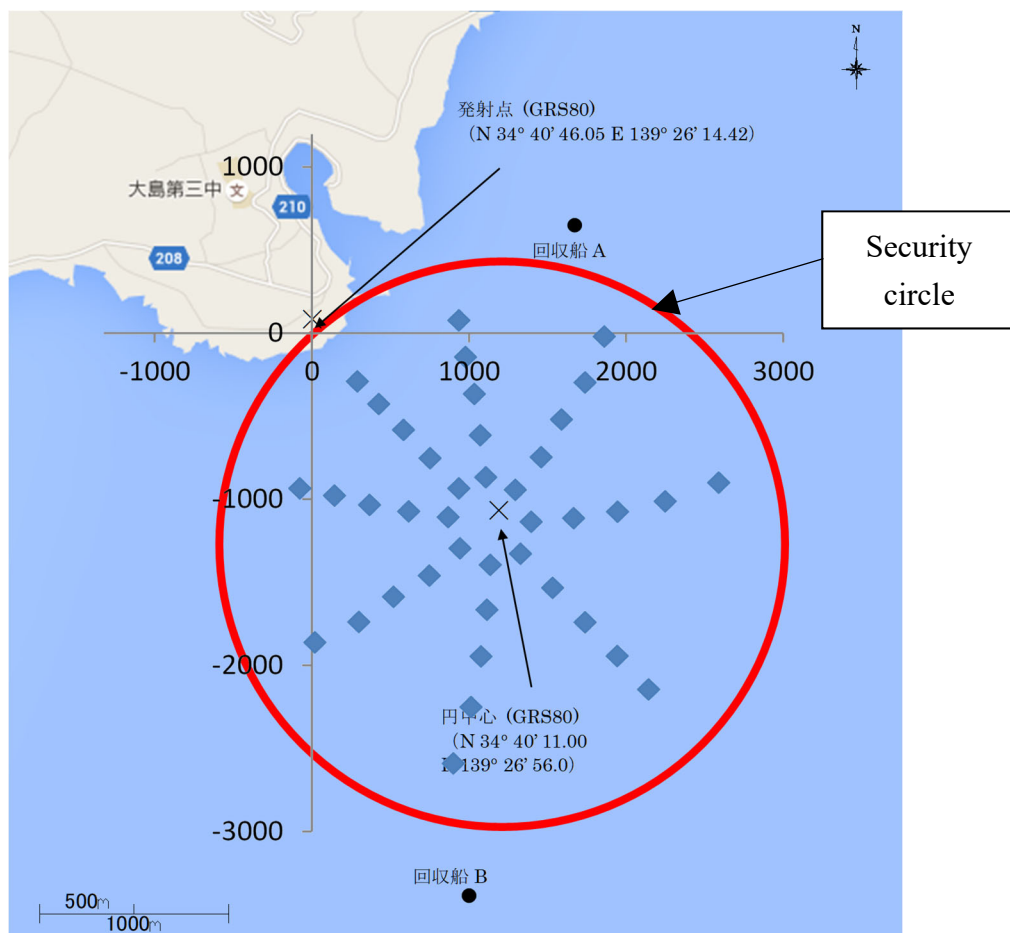 N
発射点 (GRS80)
（N 34° 40’ 46.05 E 139° 26’ 14.42）
1000
大島第三中
文
210
回収船 A
Security
circle
208
0
-1000
0
1000
2000
3000
-1000
-2000
円中心 (GRS80)
（N 34° 40’ 11.00
139° 26’ 56.0）
-3000
回収船 B
500m
1000m